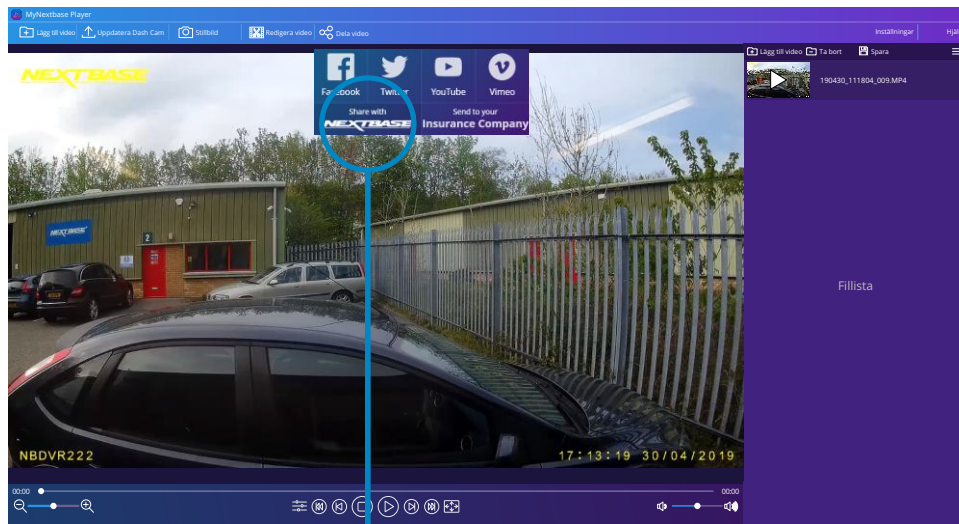 MyNextbase Player
Lägg till video Uppdatera Dash Cam Stillbild Redigera video Dela video Inställningar Hjäl
Lägg till video Ta bort Spara
NEXTBASE
Facebook Twitter YouTube Vimeo
Share with
NEXTBASE
Send to your
Insurance Company
190430_111804_009.MP4
NEXTBASE
2
Fillista
NBDVR222 17:13:19 30/04/2019
00:00 00:00